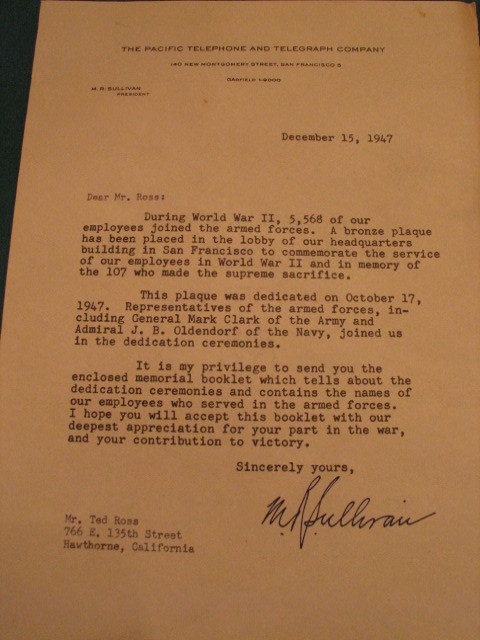 THE PACIFIC TELEPHONE AND TELEGRAPH COMPANY
140 NEW MONTGOMERY STREET, SAN FRANCISCO 5
GARFIELD 1-9000
M. R. SULLIVAN
PRESIDENT
December 15, 1947
Dear Mr. Ross:
During World War II, 5,568 of our
employees joined the armed forces. A bronze plaque
has been placed in the lobby of our headquarters
building in San Francisco to commemorate the service
of our employees in World War II and in memory of
the 107 who made the supreme sacrifice.
This plaque was dedicated on October 17,
1947. Representatives of the armed forces, in-
cluding General Mark Clark of the Army and
Admiral J. B. Oldendorf of the Navy, joined us
in the dedication ceremonies.
It is my privilege to send you the
enclosed memorial booklet which tells about the
dedication ceremonies and contains the names of
our employees who served in the armed forces.
I hope you will accept this booklet with our
deepest appreciation for your part in the war,
and your contribution to victory.
Sincerely yours,
M. R. Sullivan
Mr. Ted Ross
766 E. 135th Street
Hawthorne, California